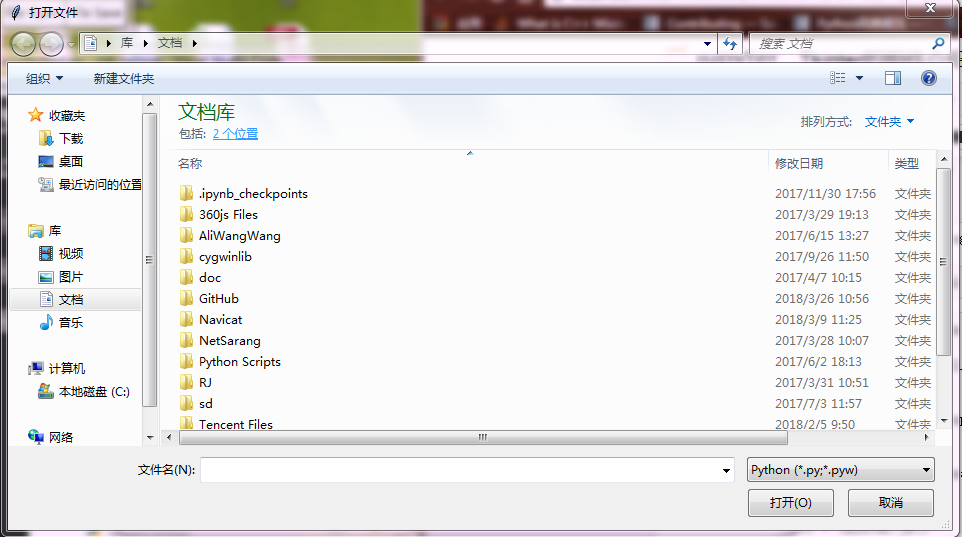 打开文件
库 文档
搜索 文档
组织 新建文件夹
文档库
包括: 2 个位置
排列方式: 文件夹
名称 修改日期 类型
.ipynb_checkpoints 2017/11/30 17:56 文件夹
360js Files 2017/3/29 19:13 文件夹
AliWangWang 2017/6/15 13:27 文件夹
cygwinlib 2017/9/26 11:50 文件夹
doc 2017/4/7 10:15 文件夹
GitHub 2018/3/26 10:56 文件夹
Navicat 2018/3/9 11:25 文件夹
NetSarang 2017/3/28 10:07 文件夹
Python Scripts 2017/6/2 18:13 文件夹
RJ 2017/3/31 10:51 文件夹
sd 2017/7/3 11:57 文件夹
Tencent Files 2018/2/5 9:50 文件夹
收藏夹
下载
桌面
最近访问的位置
库
视频
图片
文档
音乐
计算机
本地磁盘 (C:)
网络
文件名(N):
Python (*.py;*.pyw)
打开(O) 取消